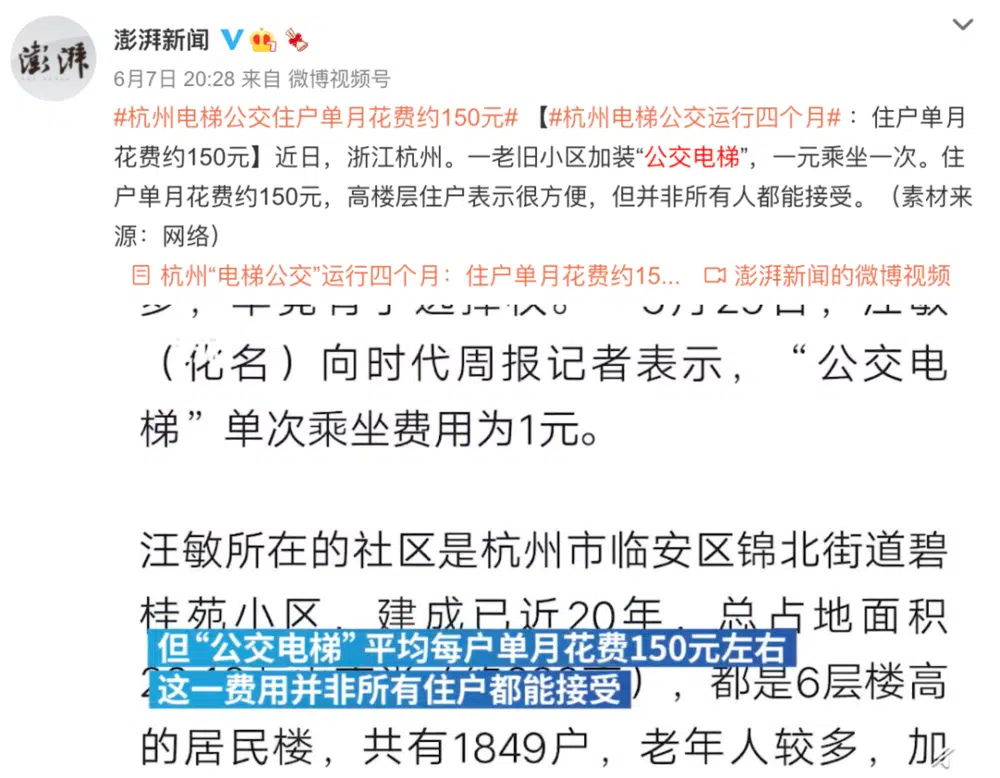 澎湃
澎湃新闻
6月7日 20:28 来自 微博视频号
#杭州电梯公交住户单月花费约150元# 【#杭州电梯公交运行四个月#：住户单月
花费约150元】近日，浙江杭州。一老旧小区加装“公交电梯”，一元乘坐一次。住
户单月花费约150元，高楼层住户表示很方便，但并非所有人都能接受。（素材来
源：网络）
杭州“电梯公交”运行四个月：住户单月花费约15... 澎湃新闻的微博视频
（化名）向时代周报记者表示，“公交电
梯”单次乘坐费用为1元。
汪敏所在的社区是杭州市临安区锦北街道碧
桂苑小区，建成已近20年，总占地面积
但“公交电梯”平均每户单月花费150元左右
这一费用并非所有住户都能接受
），都是6层楼高
的居民楼，共有1849户，老年人较多，加